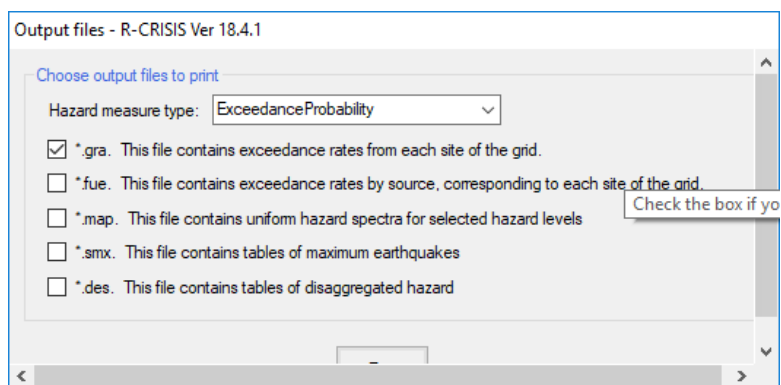 Output files - R-CRISIS Ver 18.4.1
Choose output files to print
Hazard measure type: ExceedanceProbability
*.gra. This file contains exceedance rates from each site of the grid.
*.fue. This file contains exceedance rates by source, corresponding to each site of the grid.
Check the box if yo
*.map. This file contains uniform hazard spectra for selected hazard levels
*.smx. This file contains tables of maximum earthquakes
*.des. This file contains tables of disaggregated hazard